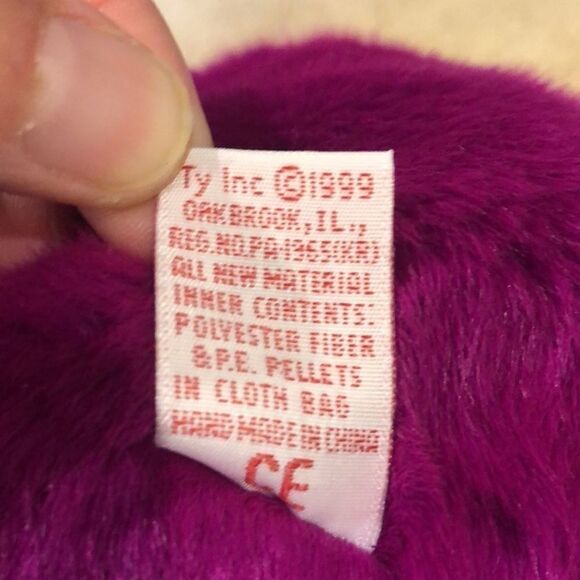 Ty Inc ©1999
OAKBROOK, IL.,
REG.NO.PA-1965(KR)
ALL NEW MATERIAL
INNER CONTENTS:
POLYESTER FIBER
& P.E. PELLETS
IN CLOTH BAG
HAND MADE IN CHINA
CE